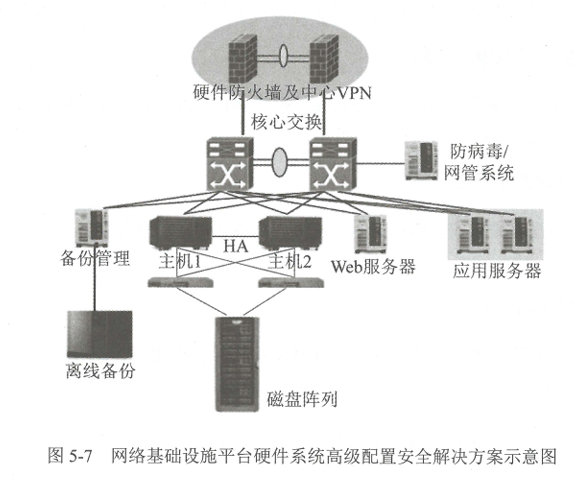 硬件防火墙及中心VPN
核心交换
防病毒/
网管系统
备份管理
主机1
HA
主机2
Web服务器
应用服务器
离线备份
磁盘阵列
图 5-7 网络基础设施平台硬件系统高级配置安全解决方案示意图